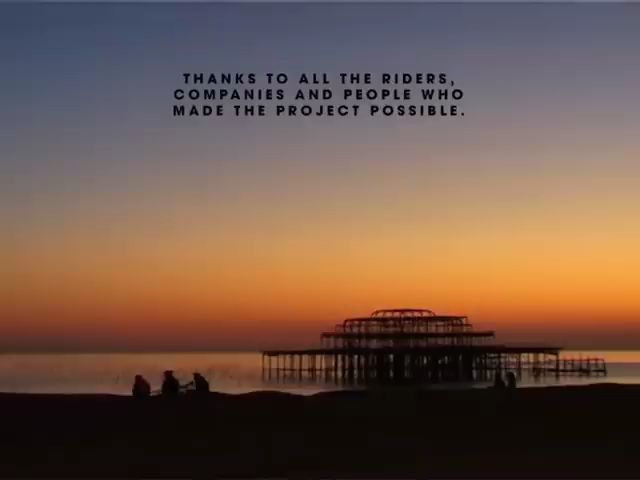 THANKS TO ALL THE RIDERS,
COMPANIES AND PEOPLE WHO
MADE THE PROJECT POSSIBLE.